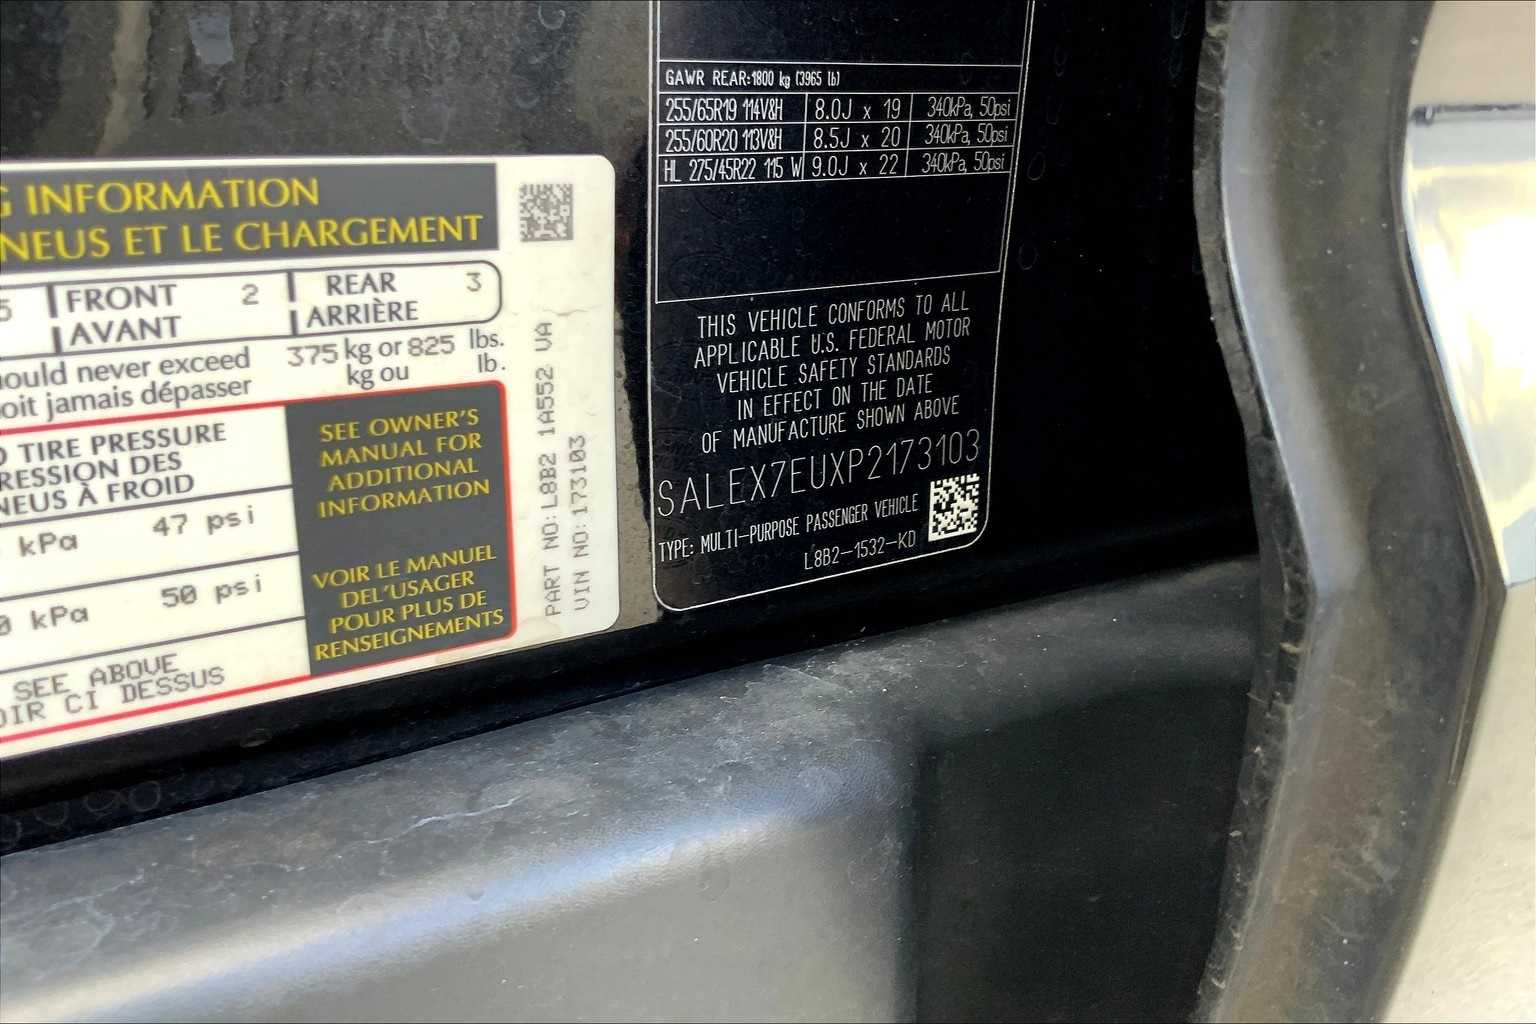 G INFORMATION
NEUS ET LE CHARGEMENT
5 FRONT 2 REAR 3
AVANT ARRIÈRE
ould never exceed 375 kg or 825 lbs.
oit jamais dépasser kg ou lb.
TIRE PRESSURE
RESSION DES
NEUS À FROID
kPa 47 psi
0 kPa 50 psi
SEE ABOVE
OIR CI DESSUS
SEE OWNER'S
MANUAL FOR
ADDITIONAL
INFORMATION
VOIR LE MANUEL
DEL'USAGER
POUR PLUS DE
RENSEIGNEMENTS
PART NO:L8B2 1A552 UA
VIN NO:173103
GAWR REAR:1800 kg (3965 lb)
255/65R19 114V&H 8.0J x 19 340kPa, 50psi
255/60R20 113V&H 8.5J x 20 340kPa, 50psi
HL 275/45R22 115 W 9.0J x 22 340kPa, 50psi
THIS VEHICLE CONFORMS TO ALL
APPLICABLE U.S. FEDERAL MOTOR
VEHICLE SAFETY STANDARDS
IN EFFECT ON THE DATE
OF MANUFACTURE SHOWN ABOVE
SALEX7EUXP2173103
TYPE: MULTI-PURPOSE PASSENGER VEHICLE
L8B2-1532-KD